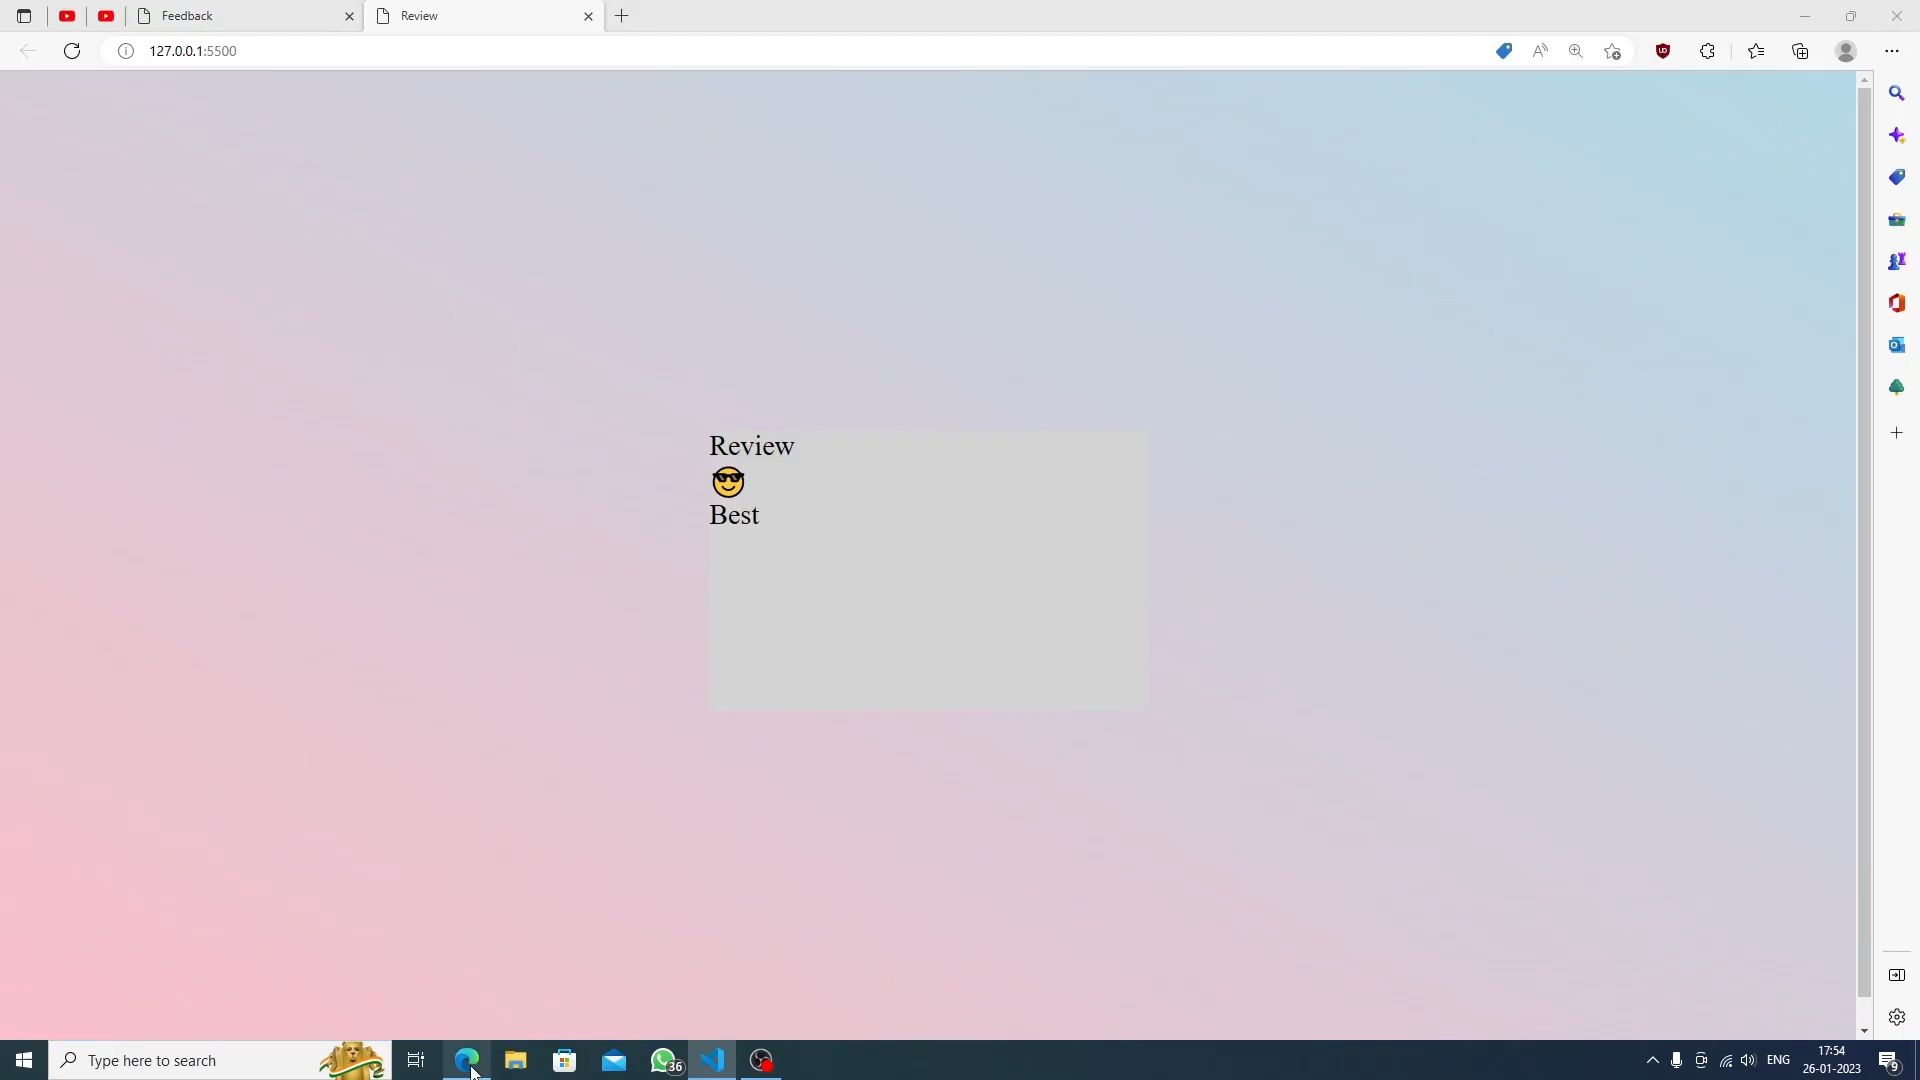 Feedback
Review
127.0.0.1:5500
Review
😎
Best
Type here to search
36
ENG
17:54
26-01-2023
9